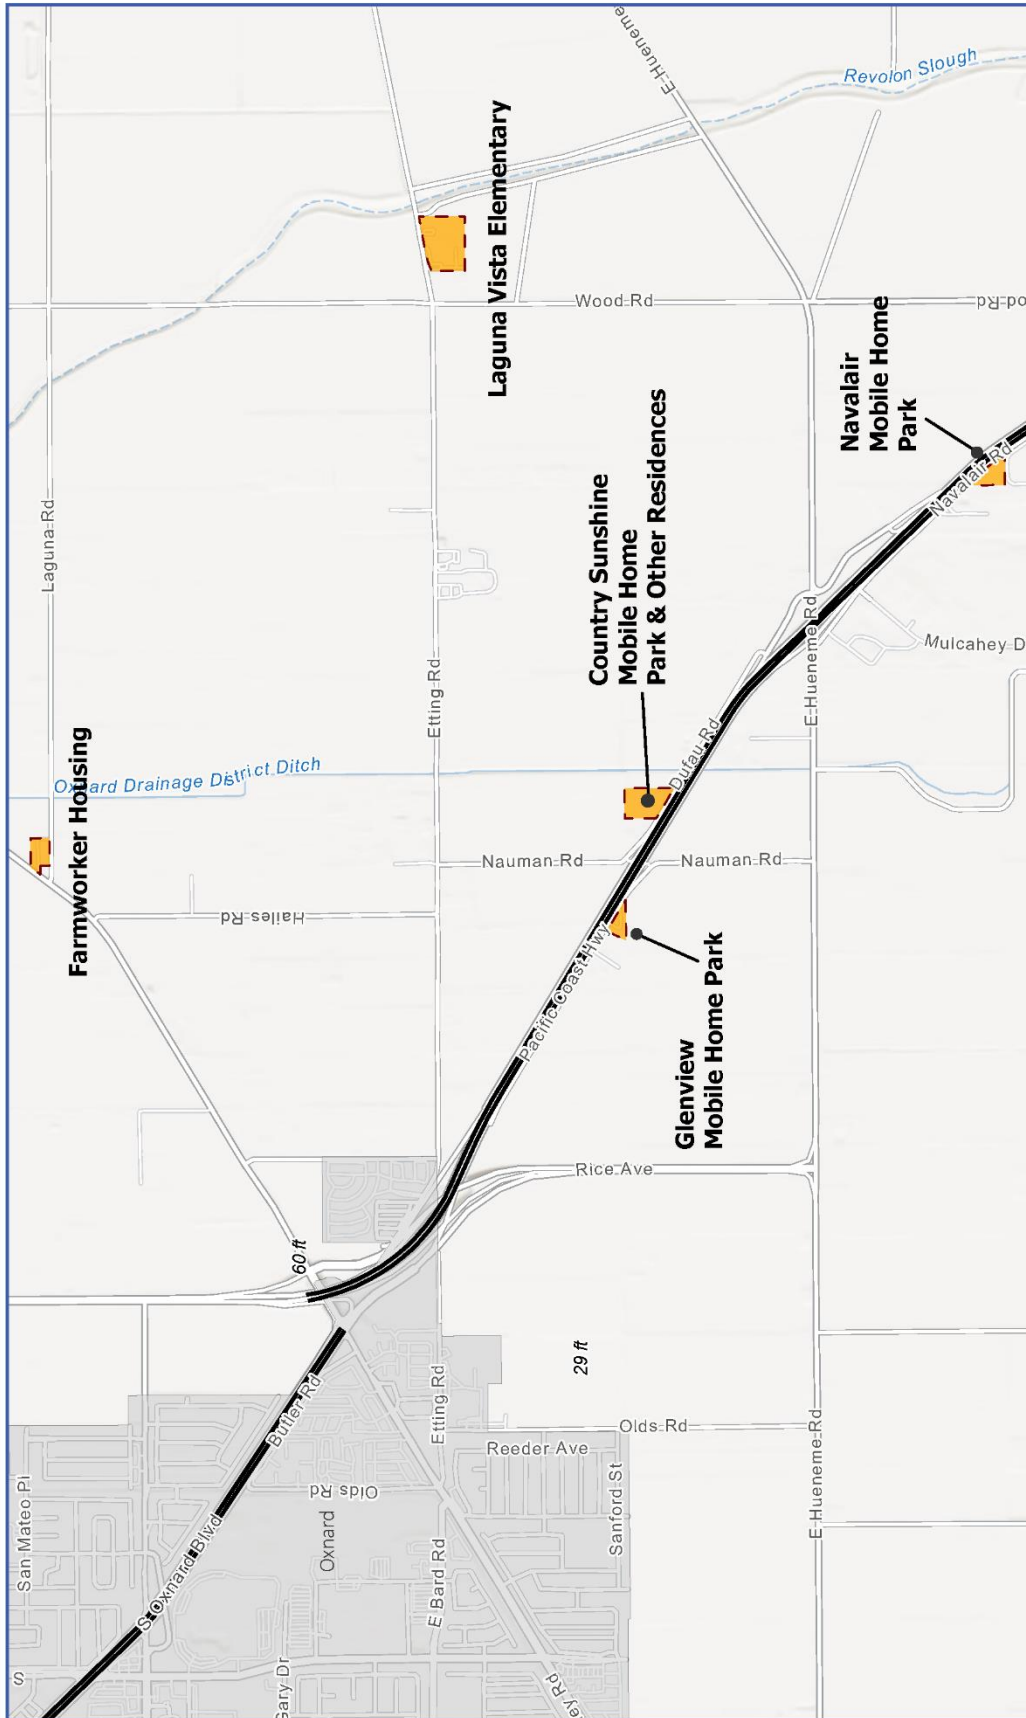 E Hueneme
Revolon Slough
Laguna Vista Elementary
Wood Rd
od Rd
Navalair
Mobile Home
Park
Navalair Rd
Laguna Rd
Country Sunshine
Mobile Home
Park & Other Residences
Etting Rd
E Hueneme Rd
Mulcahey D
Farmworker Housing
Oxnard Drainage District Ditch
Dufau Rd
Nauman Rd
Nauman Rd
Hailes Rd
Pacific Coast Hwy
Glenview
Mobile Home Park
Rice Ave
60 ft
29 ft
Butler Rd
Etting Rd
Olds Rd
Reeder Ave
E Hueneme Rd
San Mateo Pl
S Oxnard Blvd
Olds Rd
Oxnard
Sanford St
E Bard Rd
S
Gary Dr
ey Rd